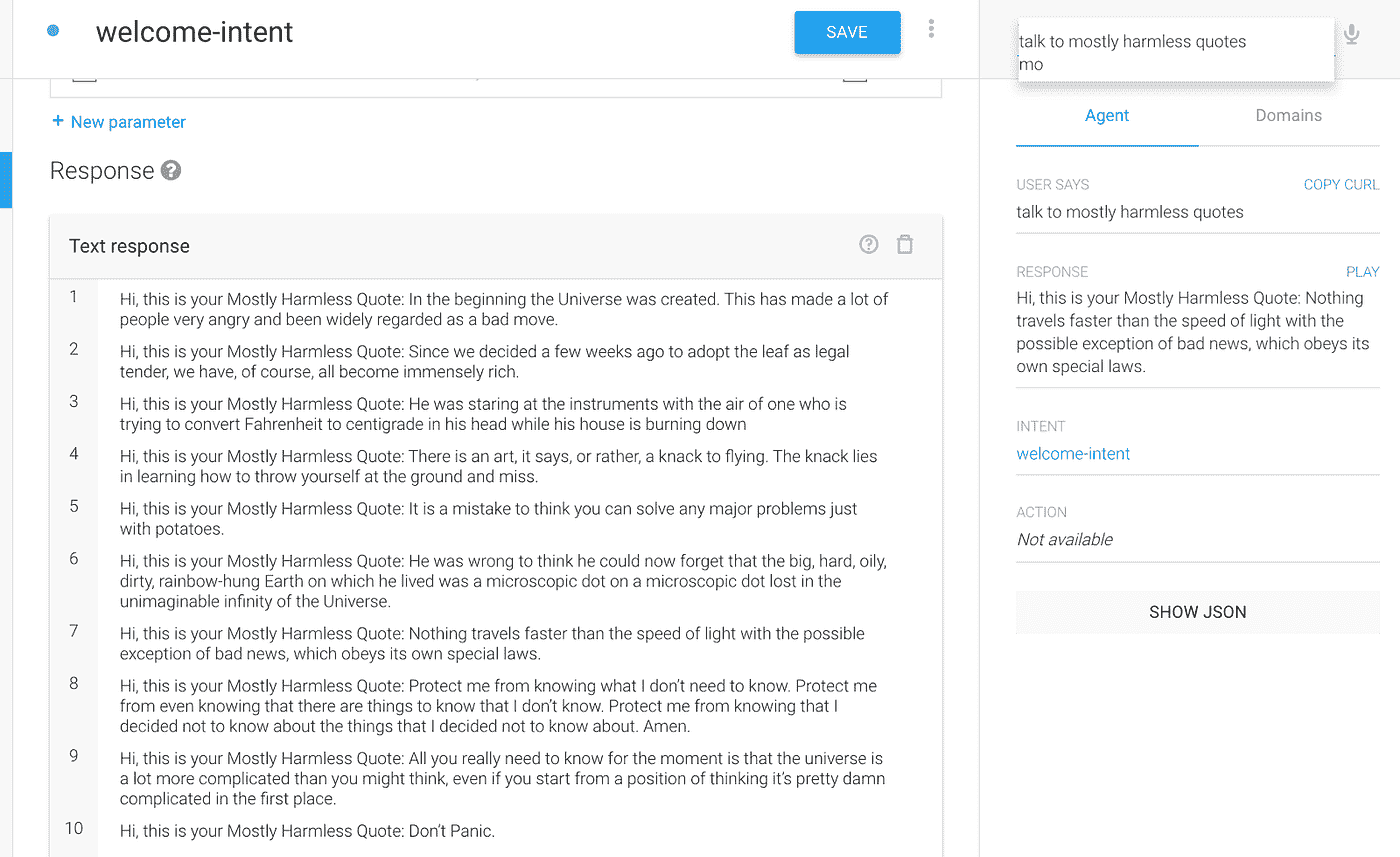 welcome-intent
SAVE
+ New parameter
Response
Text response
1
Hi, this is your Mostly Harmless Quote: In the beginning the Universe was created. This has made a lot of
people very angry and been widely regarded as a bad move.
2
Hi, this is your Mostly Harmless Quote: Since we decided a few weeks ago to adopt the leaf as legal
tender, we have, of course, all become immensely rich.
3
Hi, this is your Mostly Harmless Quote: He was staring at the instruments with the air of one who is
trying to convert Fahrenheit to centigrade in his head while his house is burning down
4
Hi, this is your Mostly Harmless Quote: There is an art, it says, or rather, a knack to flying. The knack lies
in learning how to throw yourself at the ground and miss.
5
Hi, this is your Mostly Harmless Quote: It is a mistake to think you can solve any major problems just
with potatoes.
6
Hi, this is your Mostly Harmless Quote: He was wrong to think he could now forget that the big, hard, oily,
dirty, rainbow-hung Earth on which he lived was a microscopic dot on a microscopic dot lost in the
unimaginable infinity of the Universe.
7
Hi, this is your Mostly Harmless Quote: Nothing travels faster than the speed of light with the possible
exception of bad news, which obeys its own special laws.
8
Hi, this is your Mostly Harmless Quote: Protect me from knowing what I don’t need to know. Protect me
from even knowing that there are things to know that I don’t know. Protect me from knowing that I
decided not to know about the things that I decided not to know about. Amen.
9
Hi, this is your Mostly Harmless Quote: All you really need to know for the moment is that the universe is
a lot more complicated than you might think, even if you start from a position of thinking it’s pretty damn
complicated in the first place.
10
Hi, this is your Mostly Harmless Quote: Don’t Panic.
talk to mostly harmless quotes
mo
Agent
Domains
USER SAYS
COPY CURL
talk to mostly harmless quotes
RESPONSE
PLAY
Hi, this is your Mostly Harmless Quote: Nothing
travels faster than the speed of light with the
possible exception of bad news, which obeys its
own special laws.
INTENT
welcome-intent
ACTION
Not available
SHOW JSON